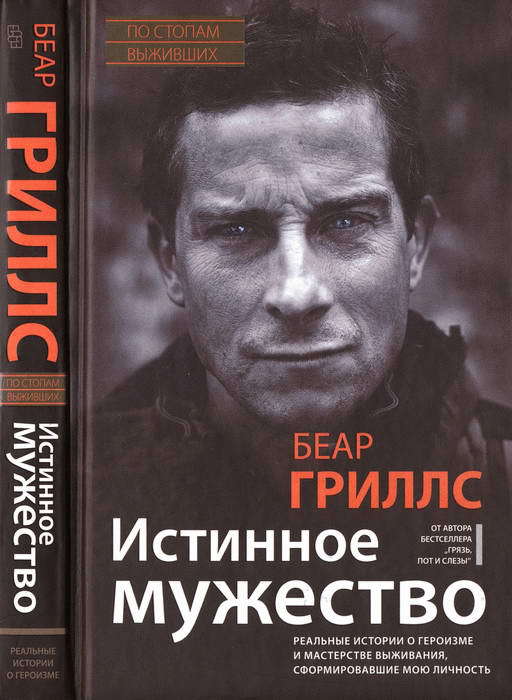 БЕАР
ГРИЛЛС
ПО СТОПАМ
ВЫЖИВШИХ
Истинное
мужество
РЕАЛЬНЫЕ
ИСТОРИИ
О ГЕРОИЗМЕ
ПО СТОПАМ
ВЫЖИВШИХ
БЕАР
ГРИЛЛС
ОТ АВТОРА
БЕСТСЕЛЛЕРА
„ГРЯЗЬ,
ПОТ И СЛЕЗЫ"
Истинное
мужество
РЕАЛЬНЫЕ ИСТОРИИ О ГЕРОИЗМЕ
И МАСТЕРСТВЕ ВЫЖИВАНИЯ,
СФОРМИРОВАВШИЕ МОЮ ЛИЧНОСТЬ